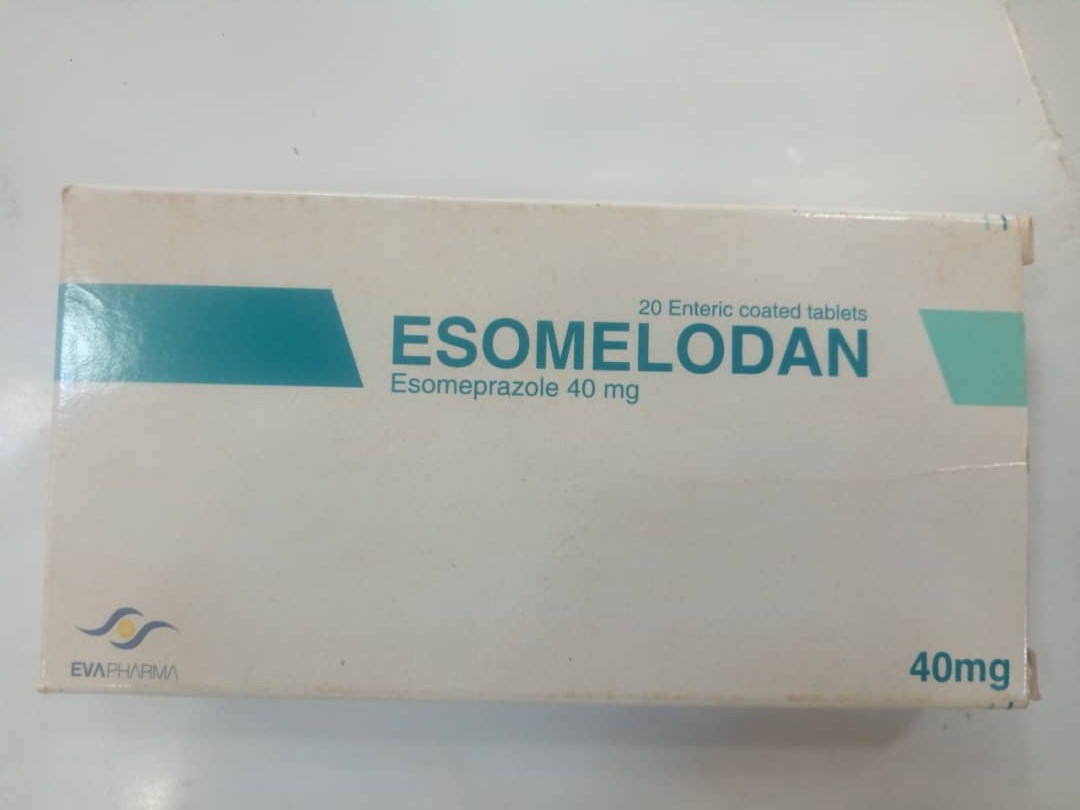 20 Enteric coated tablets
ESOMELODAN
Esomeprazole 40 mg
EVAPHARMA
40mg